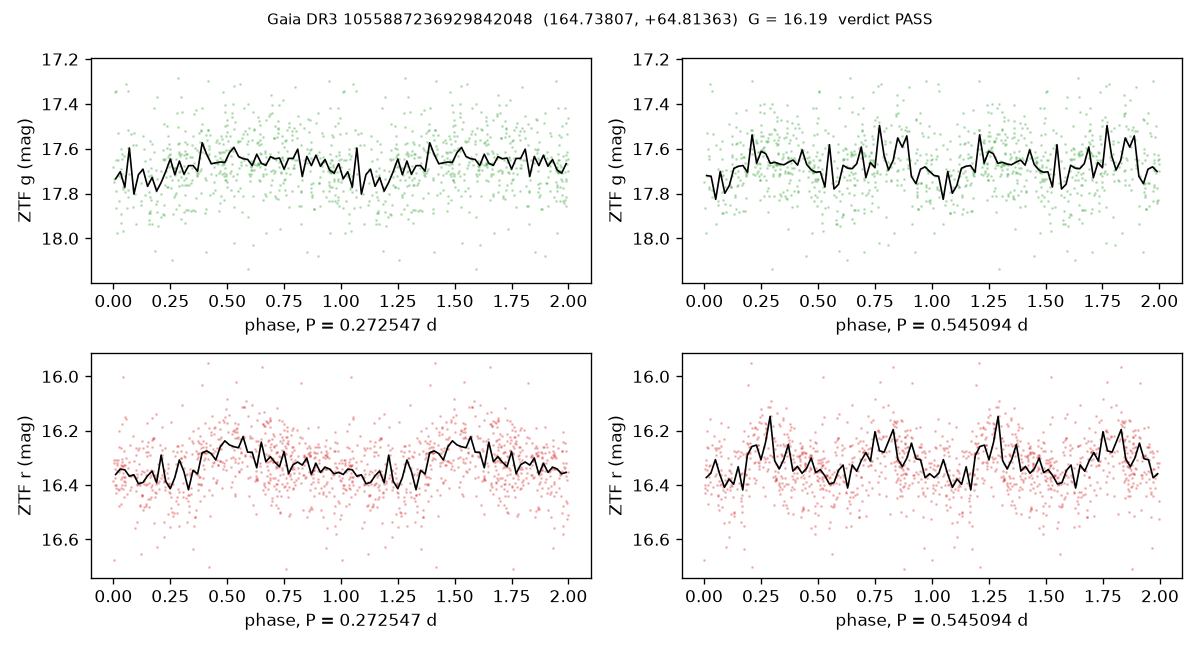 Gaia DR3 1055887236929842048 (164.73807, +64.81363) G = 16.19 verdict PASS
17.2
17.4
17.6
17.8
18.0
ZTF g (mag)
0.00 0.25 0.50 0.75 1.00 1.25 1.50 1.75 2.00
phase, P = 0.272547 d
17.2
17.4
17.6
17.8
18.0
ZTF g (mag)
0.00 0.25 0.50 0.75 1.00 1.25 1.50 1.75 2.00
phase, P = 0.545094 d
16.0
16.2
16.4
16.6
ZTF r (mag)
0.00 0.25 0.50 0.75 1.00 1.25 1.50 1.75 2.00
phase, P = 0.272547 d
16.0
16.2
16.4
16.6
ZTF r (mag)
0.00 0.25 0.50 0.75 1.00 1.25 1.50 1.75 2.00
phase, P = 0.545094 d